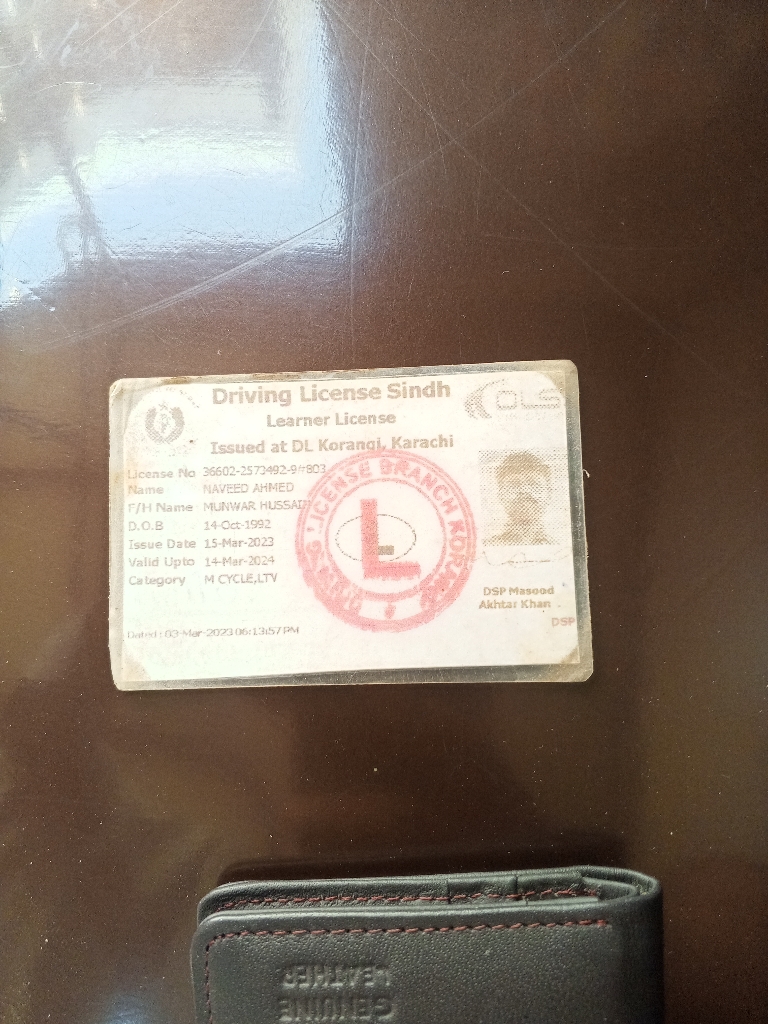 Driving License Sindh
DLS
Learner License
Issued at DL Korangi, Karachi
License No 36602-2573492-9#803
Name NAVEED AHMED
F/H Name MUNWAR HUSSAIN
D.O.B 14-Oct-1992
Issue Date 15-Mar-2023
Valid Upto 14-Mar-2024
Category M CYCLE,LTV
LICENSE BRANCH
L
DSP Masood
Akhtar Khan
DSP
Dated : 03-Mar-2023 06:13:57 PM
GENUINE
LEATHER